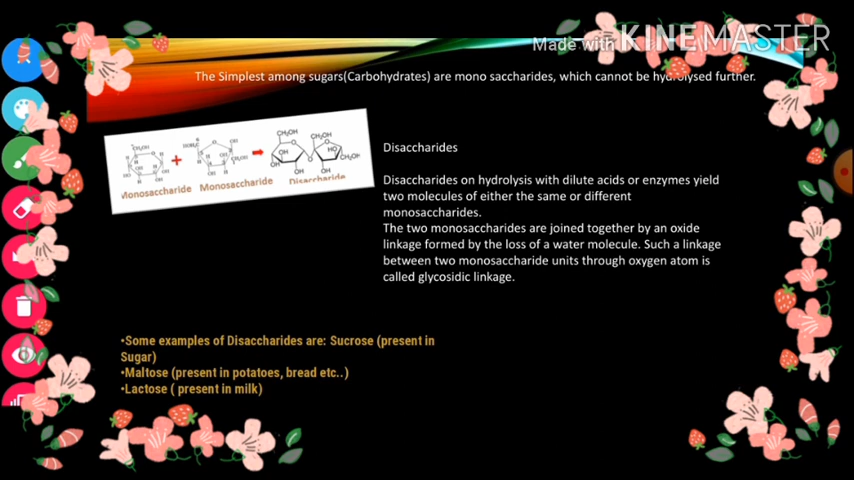 Made with KINEMASTER
The Simplest among sugars(Carbohydrates) are mono saccharides, which cannot be hydrolysed further.
Monosaccharide
Monosaccharide
Disaccharide
Disaccharides
Disaccharides on hydrolysis with dilute acids or enzymes yield
two molecules of either the same or different
monosaccharides.
The two monosaccharides are joined together by an oxide
linkage formed by the loss of a water molecule. Such a linkage
between two monosaccharide units through oxygen atom is
called glycosidic linkage.
•Some examples of Disaccharides are: Sucrose (present in
Sugar)
•Maltose (present in potatoes, bread etc..)
•Lactose ( present in milk)